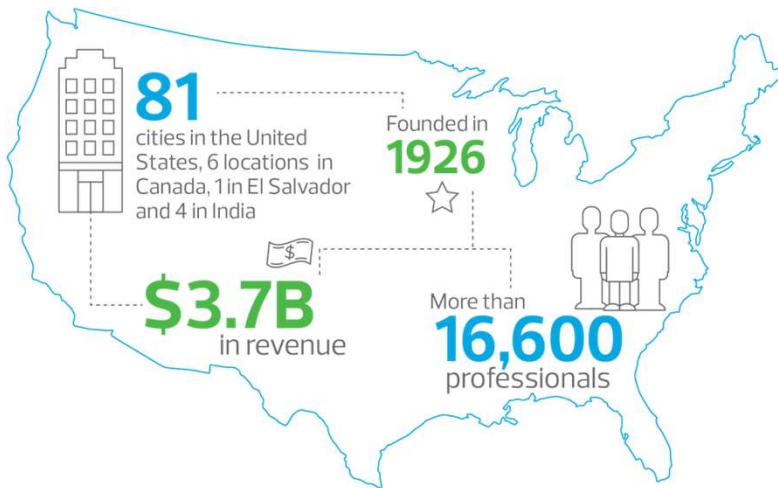 81
cities in the United
States, 6 locations in
Canada, 1 in El Salvador
and 4 in India
Founded in
1926
$
$3.7B
in revenue
More than
16,600
professionals